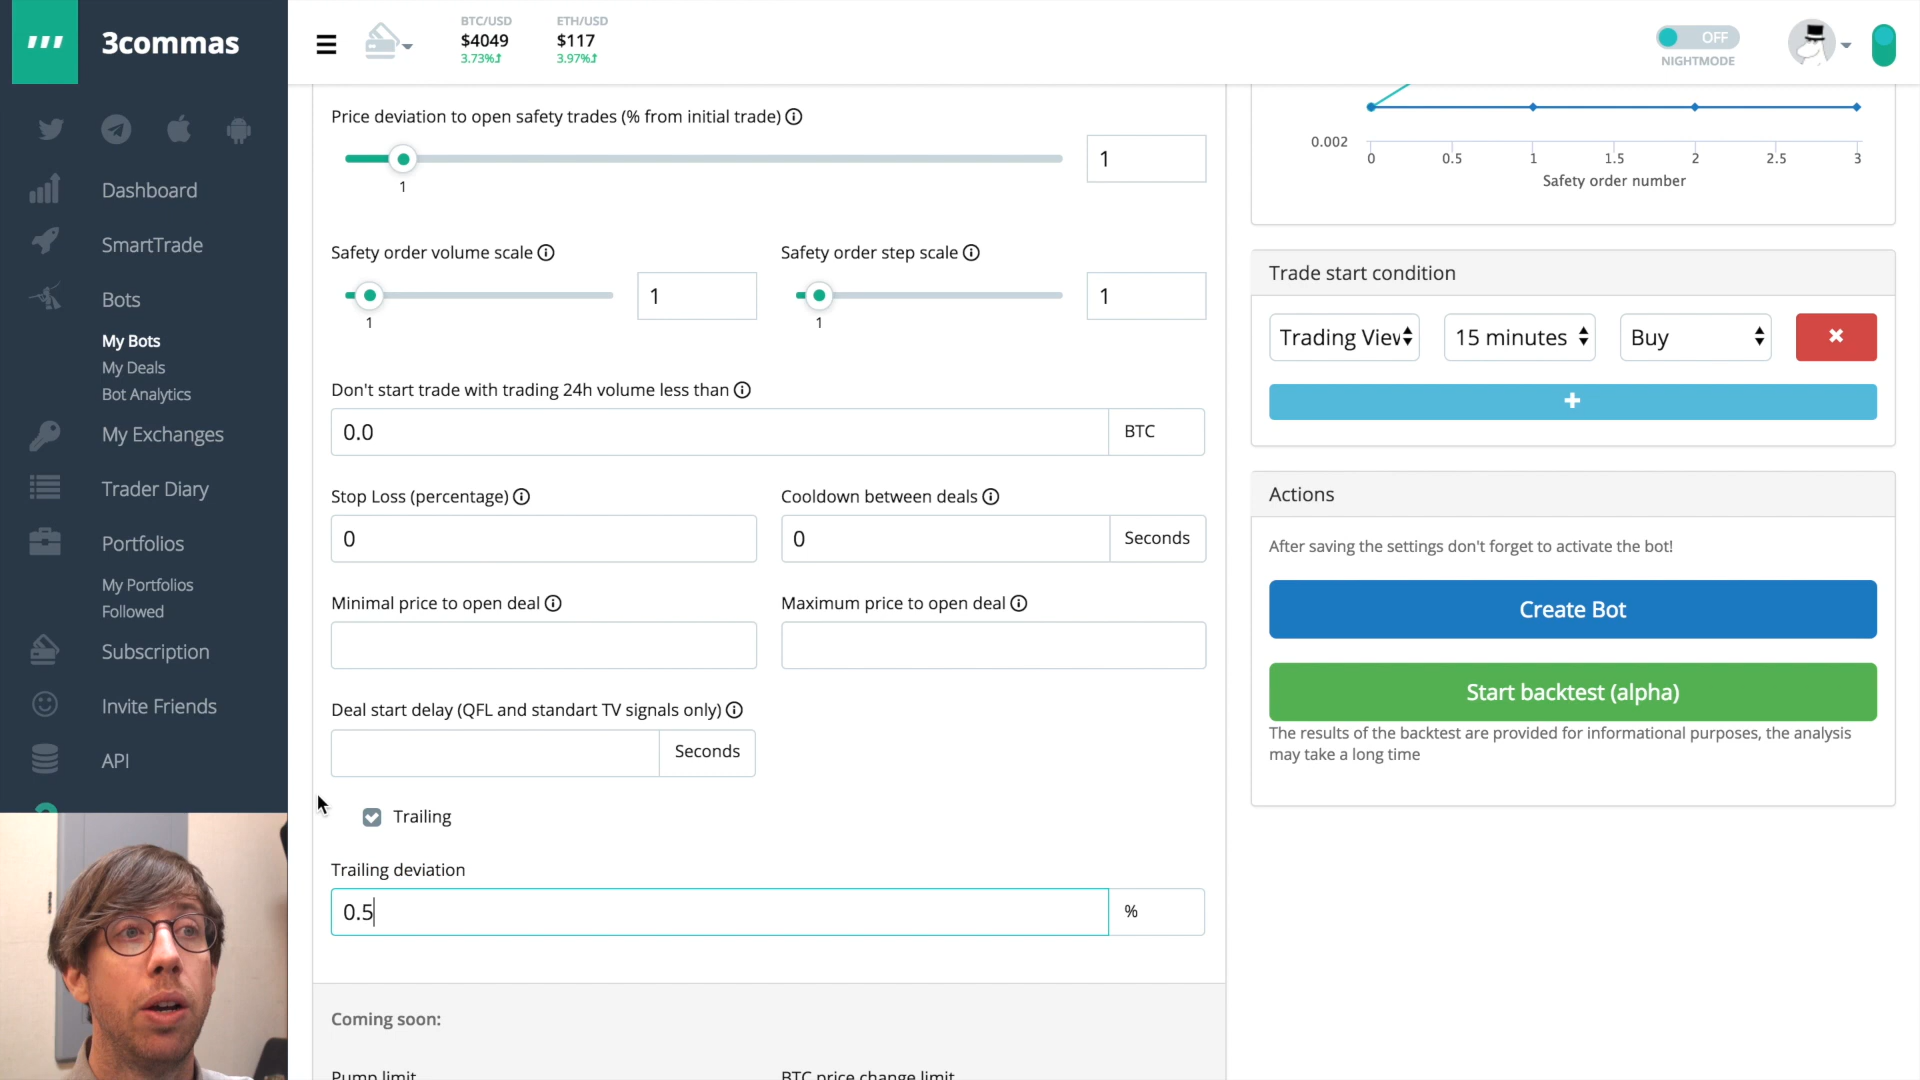 3commas
BTC/USD
$4049
3.73%
ETH/USD
$117
3.97%
OFF
NIGHTMODE
Dashboard
SmartTrade
Bots
My Bots
My Deals
Bot Analytics
My Exchanges
Trader Diary
Portfolios
My Portfolios
Followed
Subscription
Invite Friends
API
Price deviation to open safety trades (% from initial trade)
1
1
Safety order volume scale
1
1
Safety order step scale
1
1
Don't start trade with trading 24h volume less than
0.0 BTC
Stop Loss (percentage)
0
Cooldown between deals
0 Seconds
Minimal price to open deal
Maximum price to open deal
Deal start delay (QFL and standart TV signals only)
Seconds
Trailing
Trailing deviation
0.5 %
Coming soon:
Pump limit
BTC price change limit
0.002
0 0.5 1 1.5 2 2.5 3
Safety order number
Trade start condition
Trading View 15 minutes Buy
Actions
After saving the settings don't forget to activate the bot!
Create Bot
Start backtest (alpha)
The results of the backtest are provided for informational purposes, the analysis
may take a long time